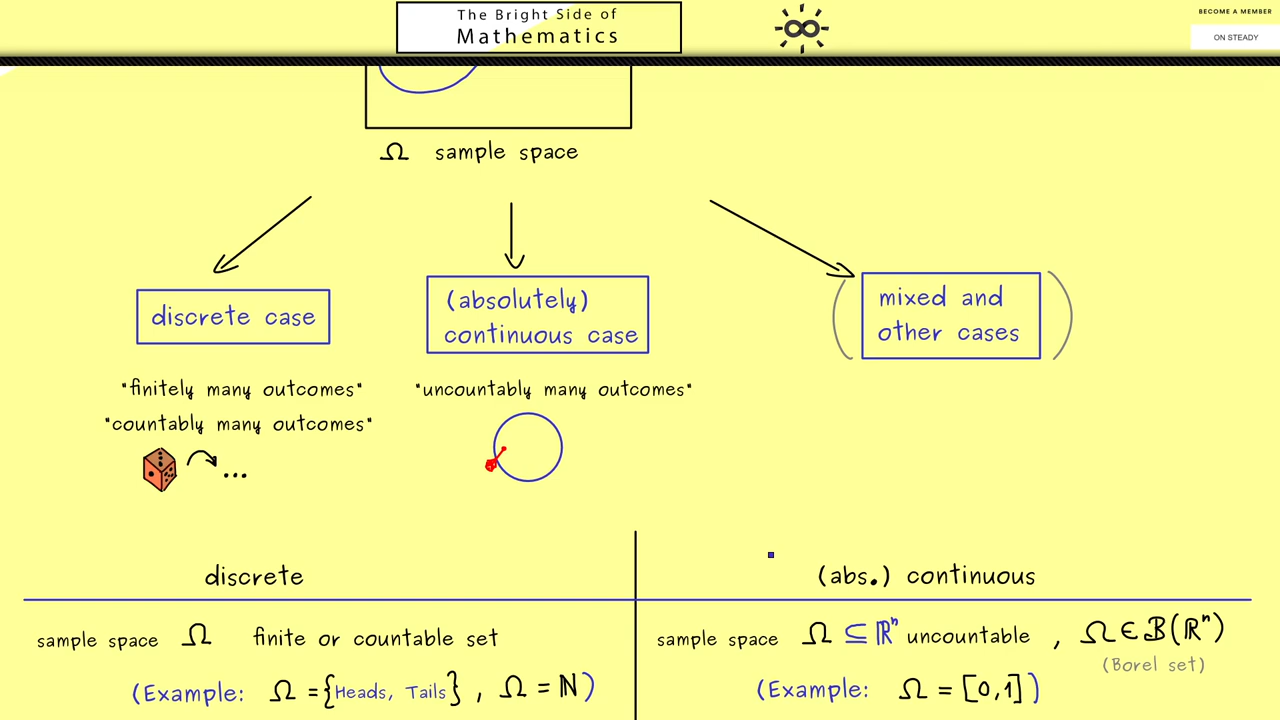 The Bright Side of
Mathematics
BECOME A MEMBER
ON STEADY
Ω sample space
discrete case
(absolutely)
continuous case
mixed and
other cases
"finitely many outcomes"
"countably many outcomes"
...
"uncountably many outcomes"
discrete
(abs.) continuous
sample space Ω finite or countable set
(Example: Ω = {Heads, Tails} , Ω = ℕ)
sample space Ω ⊆ ℝⁿ uncountable , Ω ∈ ℬ(ℝⁿ)
(Borel set)
(Example: Ω = [0,1])